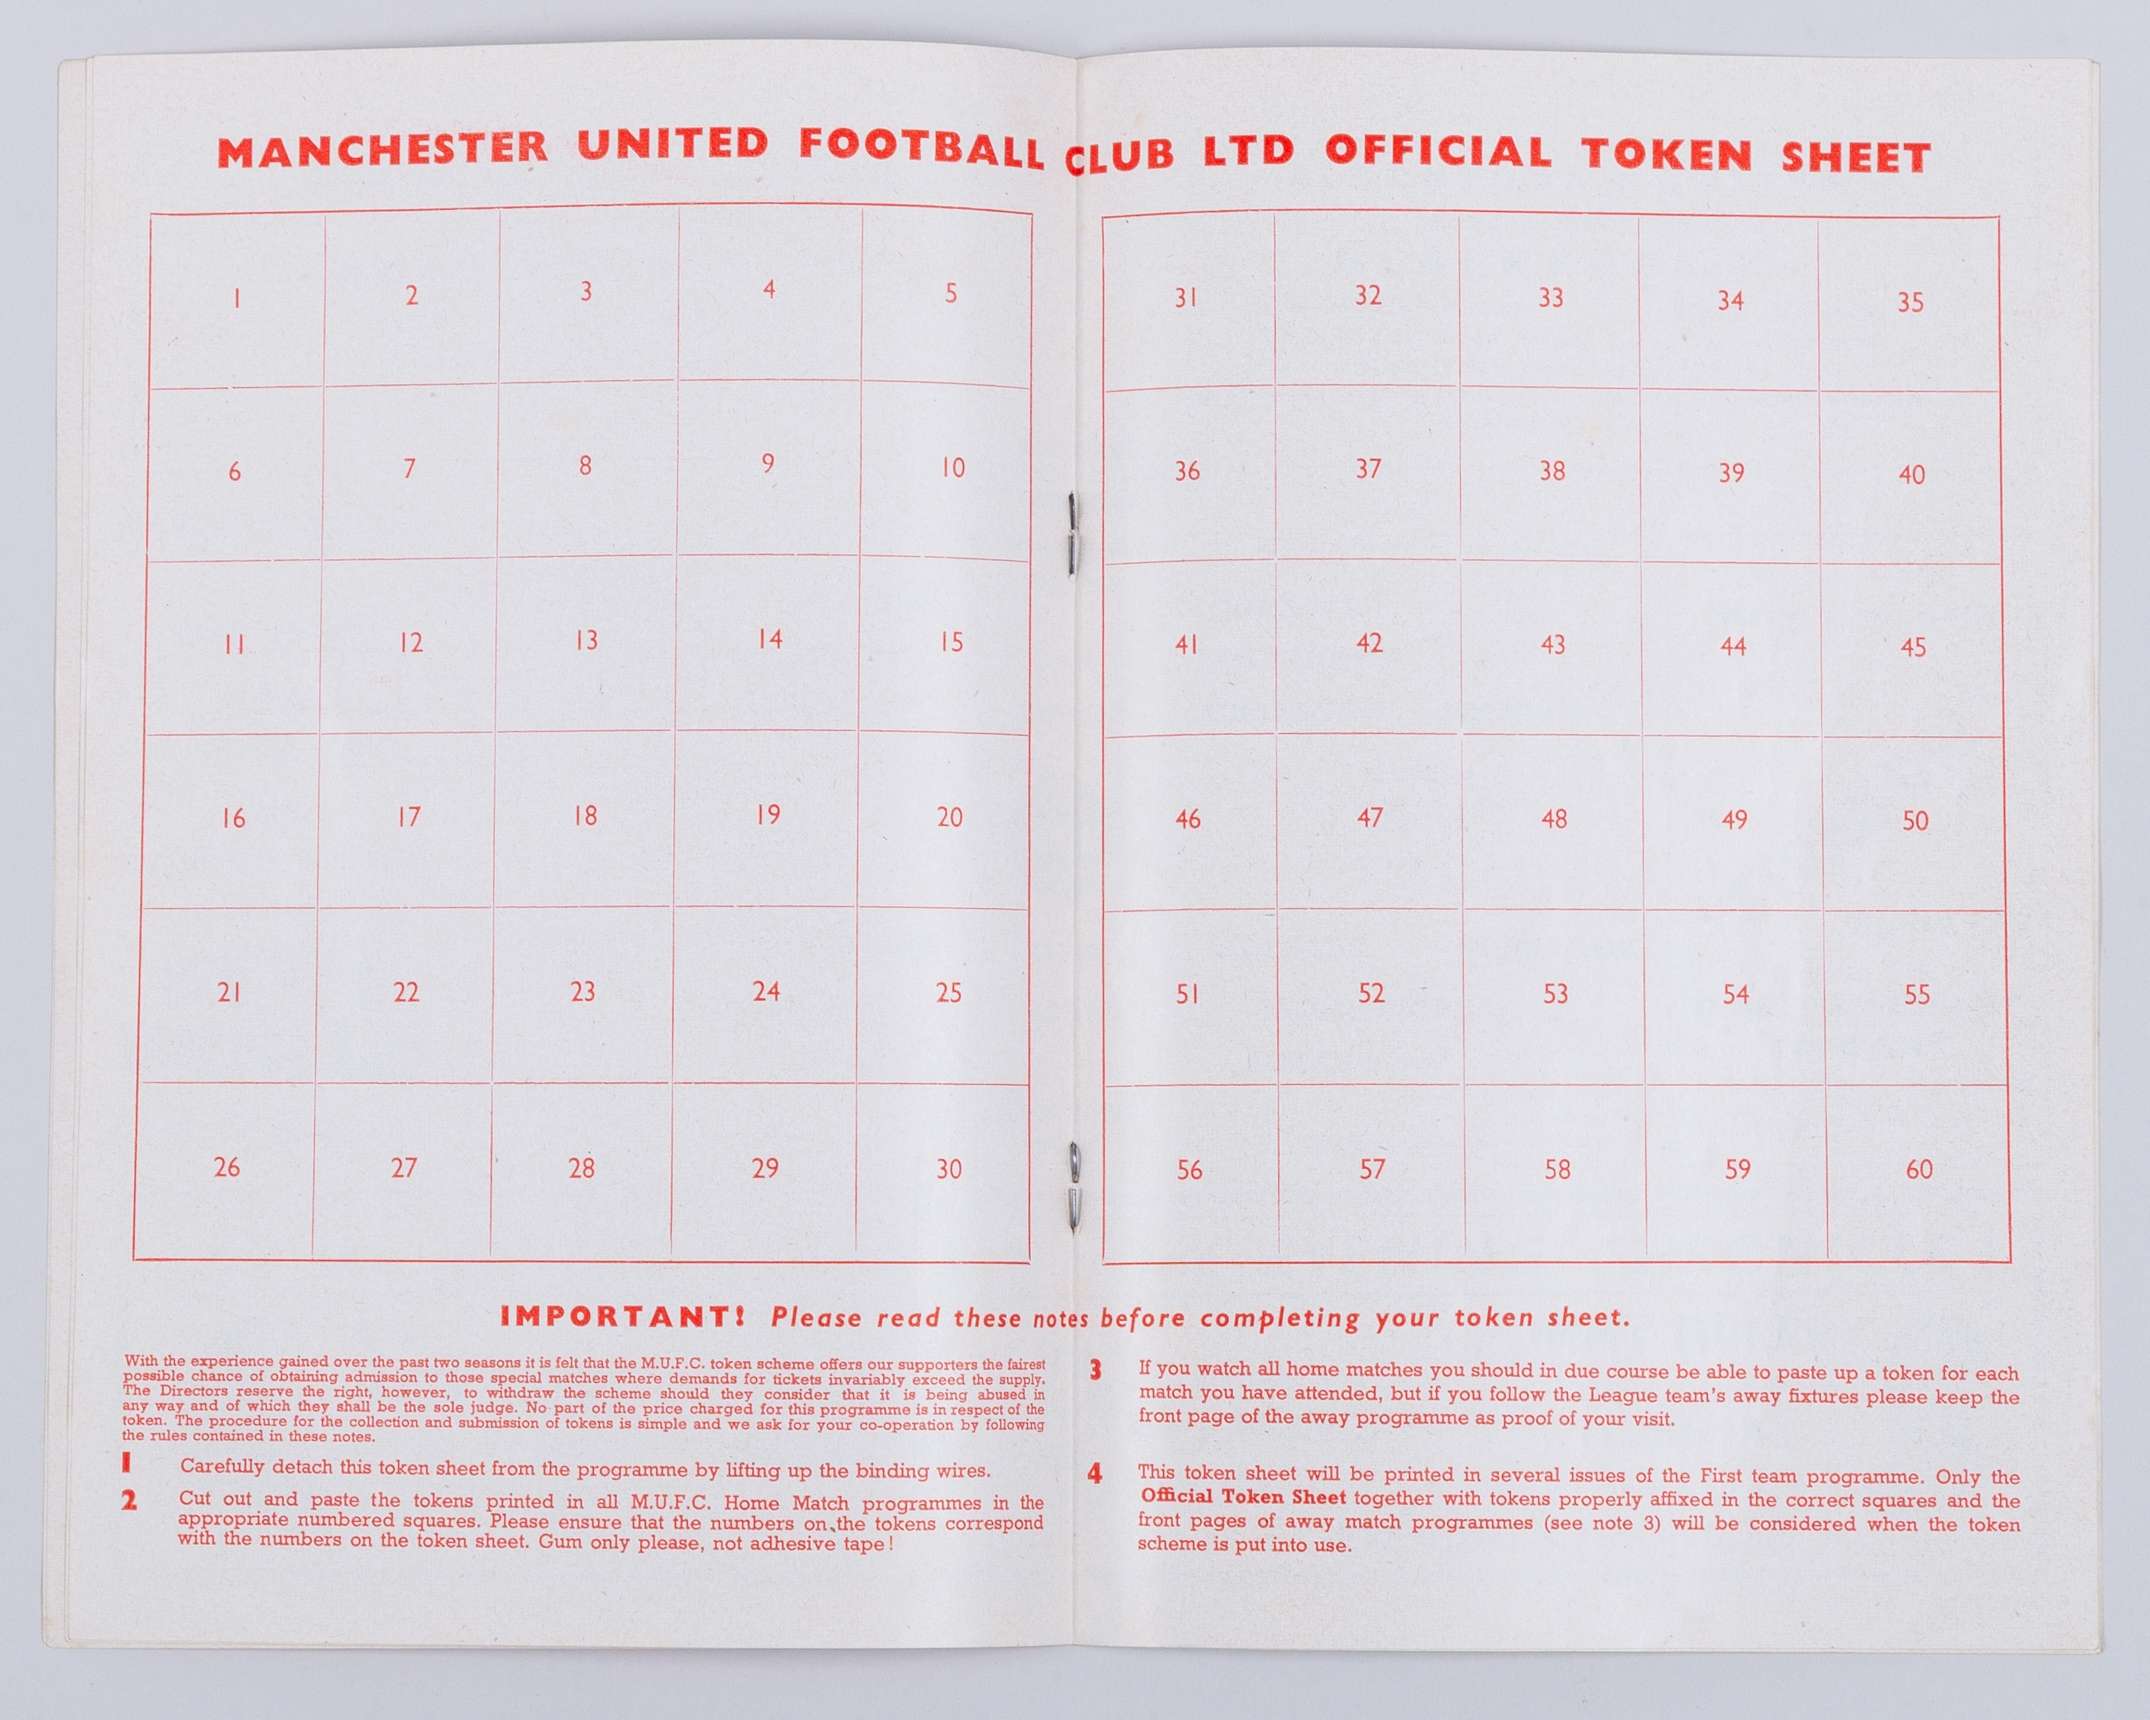 MANCHESTER UNITED FOOTBALL CLUB LTD OFFICIAL TOKEN SHEET
1 2 3 4 5
6 7 8 9 10
11 12 13 14 15
16 17 18 19 20
21 22 23 24 25
26 27 28 29 30
31 32 33 34 35
36 37 38 39 40
41 42 43 44 45
46 47 48 49 50
51 52 53 54 55
56 57 58 59 60
IMPORTANT! Please read these notes before completing your token sheet.
With the experience gained over the past two seasons it is felt that the M.U.F.C. token scheme offers our supporters the fairest
possible chance of obtaining admission to those special matches where demands for tickets invariably exceed the supply.
The Directors reserve the right, however, to withdraw the scheme should they consider that it is being abused in
any way and of which they shall be the sole judge. No part of the price charged for this programme is in respect of the
token. The procedure for the collection and submission of tokens is simple and we ask for your co-operation by following
the rules contained in these notes.
1 Carefully detach this token sheet from the programme by lifting up the binding wires.
2 Cut out and paste the tokens printed in all M.U.F.C. Home Match programmes in the
appropriate numbered squares. Please ensure that the numbers on the tokens correspond
with the numbers on the token sheet. Gum only please, not adhesive tape!
3 If you watch all home matches you should in due course be able to paste up a token for each
match you have attended, but if you follow the League team's away fixtures please keep the
front page of the away programme as proof of your visit.
4 This token sheet will be printed in several issues of the First team programme. Only the
Official Token Sheet together with tokens properly affixed in the correct squares and the
front pages of away match programmes (see note 3) will be considered when the token
scheme is put into use.